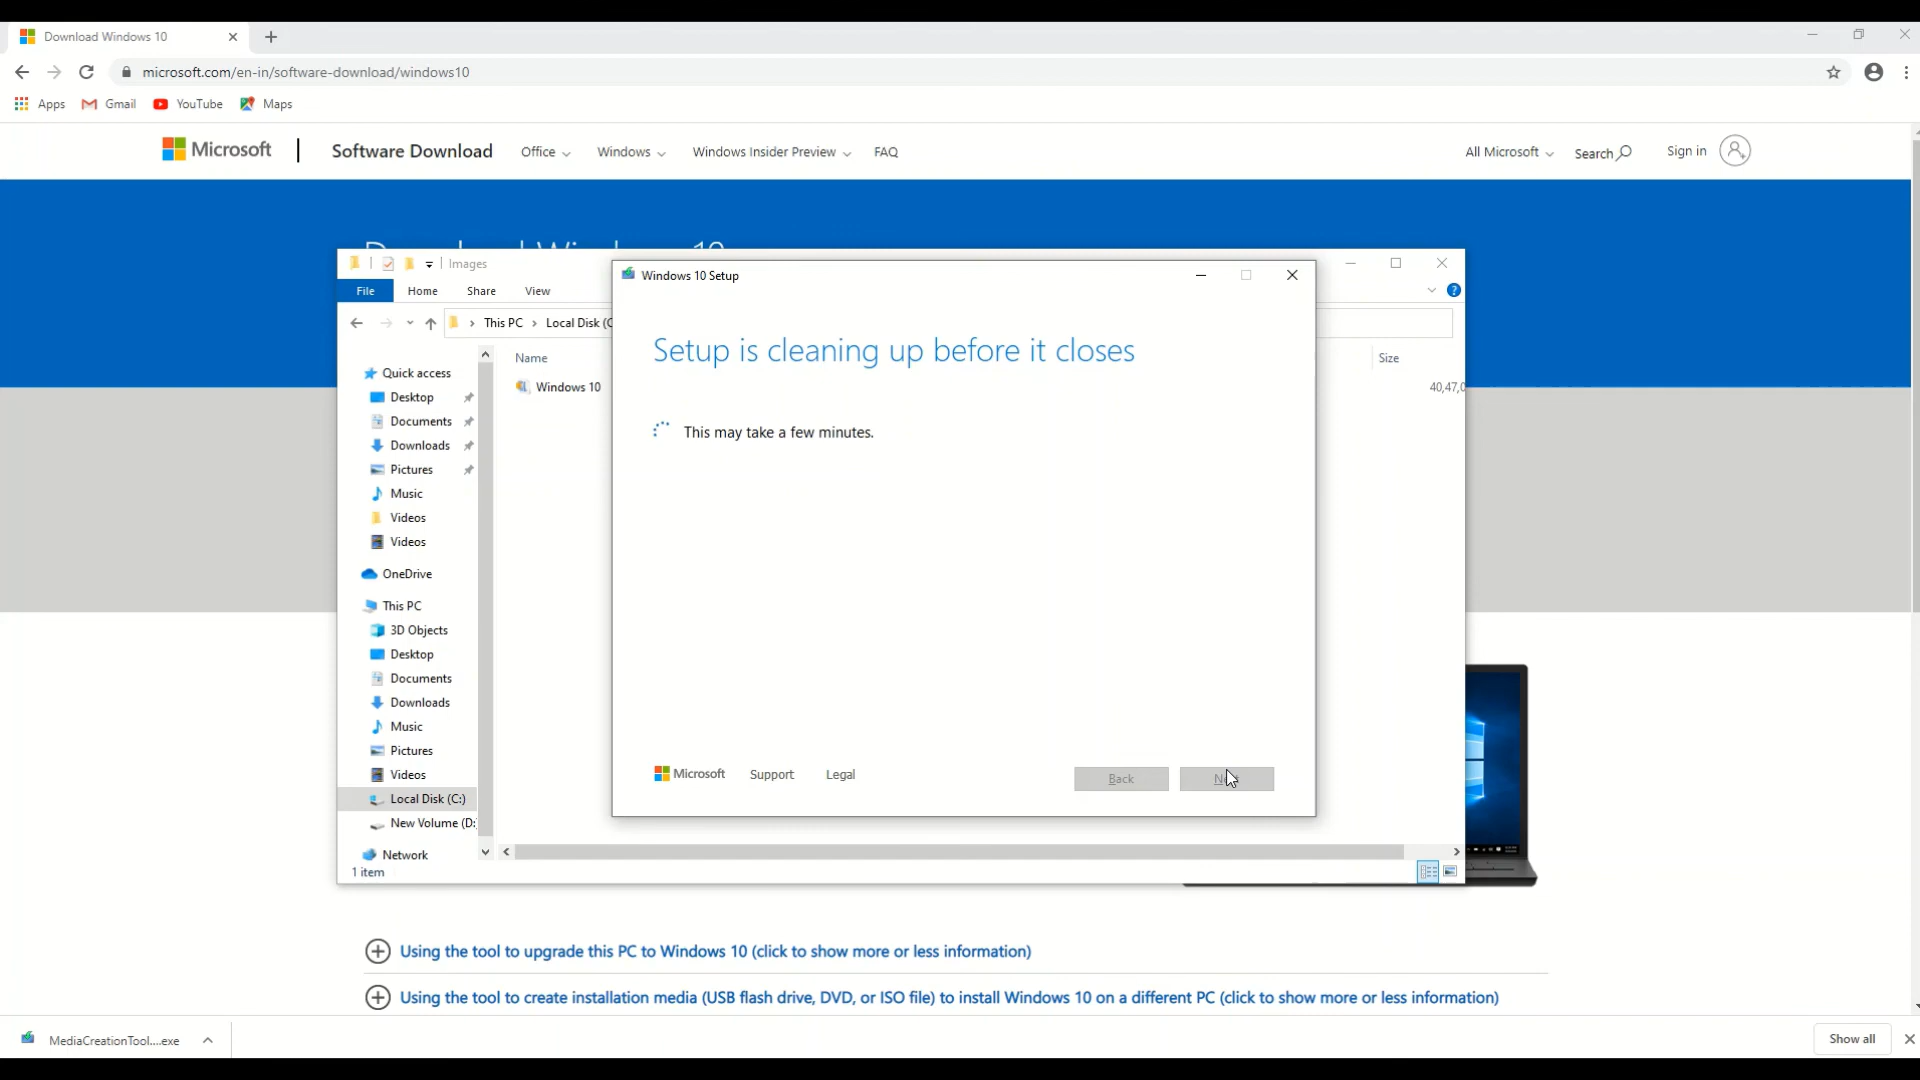 Download Windows 10
microsoft.com/en-in/software-download/windows10
Apps Gmail YouTube Maps
Microsoft Software Download Office Windows Windows Insider Preview FAQ All Microsoft Search Sign in
Images
File Home Share View
This PC Local Disk (C
Name Size
Windows 10 40,47,0
Quick access
Desktop
Documents
Downloads
Pictures
Music
Videos
Videos
OneDrive
This PC
3D Objects
Desktop
Documents
Downloads
Music
Pictures
Videos
Local Disk (C:)
New Volume (D:
Network
1 item
Windows 10 Setup
Setup is cleaning up before it closes
This may take a few minutes.
Microsoft Support Legal Back
Using the tool to upgrade this PC to Windows 10 (click to show more or less information)
Using the tool to create installation media (USB flash drive, DVD, or ISO file) to install Windows 10 on a different PC (click to show more or less information)
MediaCreationTool....exe Show all